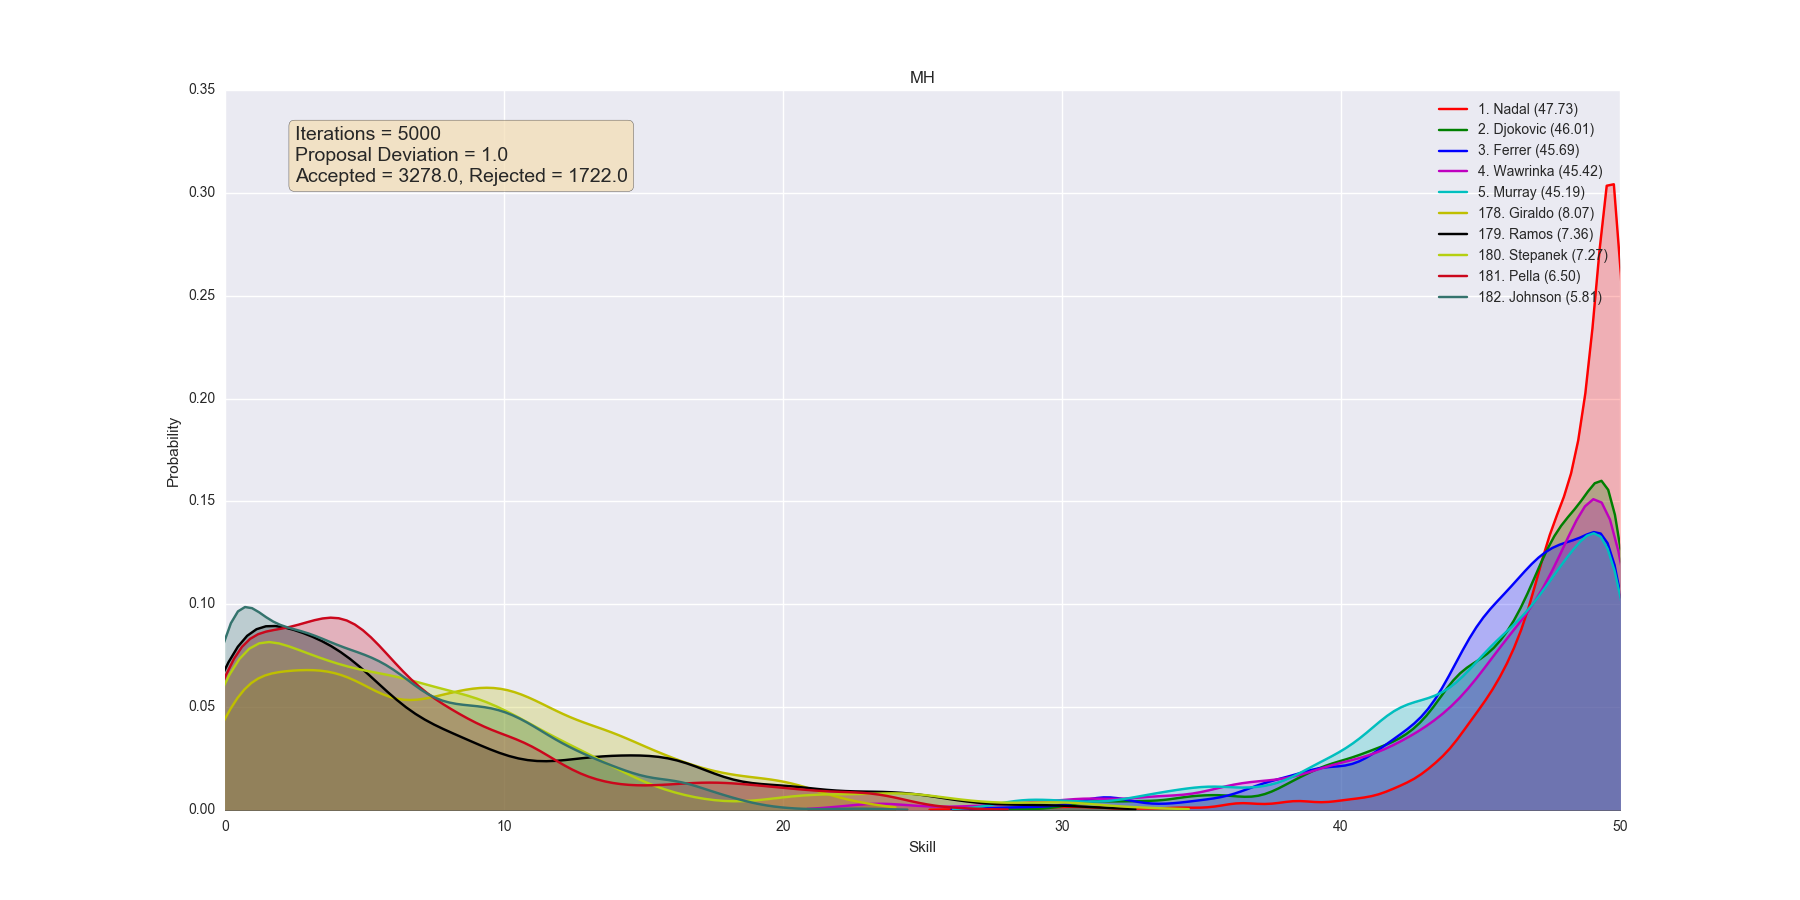 MH
0.35
0.30
0.25
0.20
0.15
0.10
0.05
0.00
Probability
Iterations = 5000
Proposal Deviation = 1.0
Accepted = 3278.0, Rejected = 1722.0
1. Nadal (47.73)
2. Djokovic (46.01)
3. Ferrer (45.69)
4. Wawrinka (45.42)
5. Murray (45.19)
178. Giraldo (8.07)
179. Ramos (7.36)
180. Stepanek (7.27)
181. Pella (6.50)
182. Johnson (5.81)
0 10 20 30 40 50
Skill